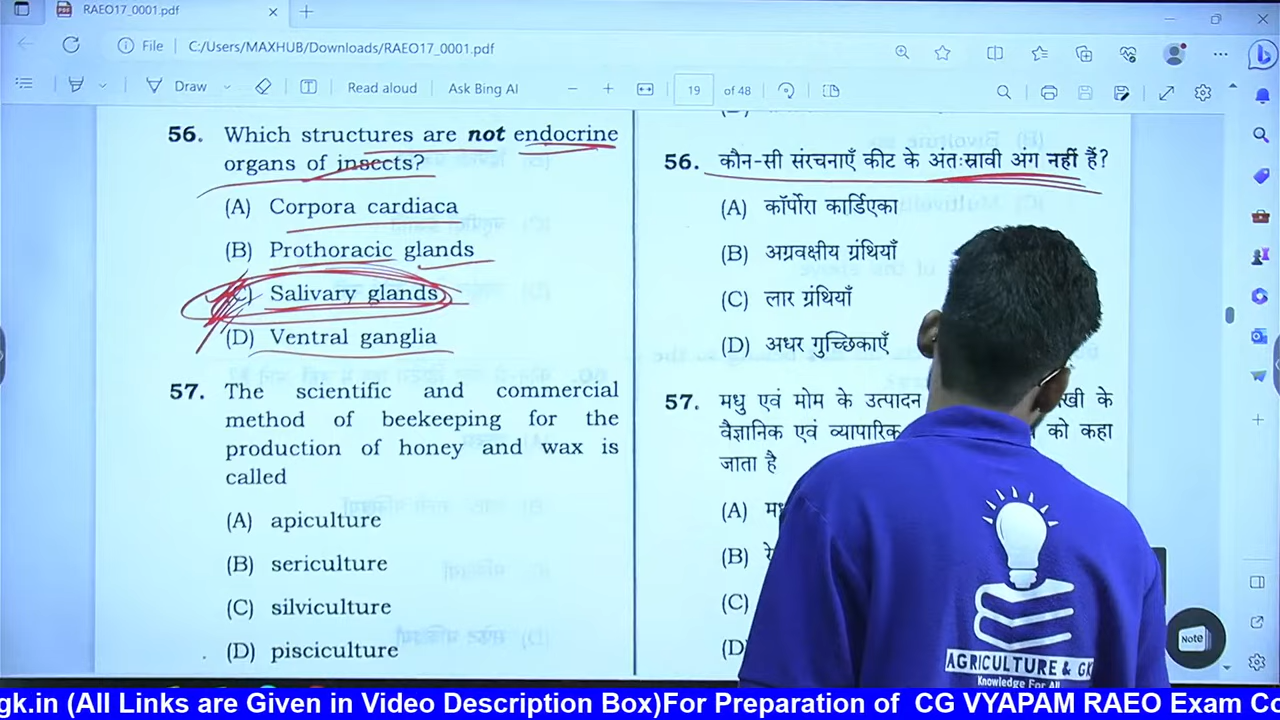 RAEO17_0001.pdf
File
C:/Users/MAXHUB/Downloads/RAEO17_0001.pdf
Draw
Read aloud
Ask Bing AI
19
of 48
56. Which structures are not endocrine
organs of insects?
(A) Corpora cardiaca
(B) Prothoracic glands
(C) Salivary glands
(D) Ventral ganglia
57. The scientific and commercial
method of beekeeping for the
production of honey and wax is
called
(A) apiculture
(B) sericulture
(C) silviculture
(D) pisciculture
56. कौन-सी संरचनाएँ कीट के अंतःस्रावी अंग नहीं हैं?
(A) कॉर्पोरा कार्डिएका
(B) अग्रवक्षीय ग्रंथियाँ
(C) लार ग्रंथियाँ
(D) अधर गुच्छिकाएँ
57. मधु एवं मोम के उत्पादन
वैज्ञानिक एवं व्यापारिक को कहा
जाता है
(A)
(B)
(C)
(D)
Note
AGRICULTURE & GK
Knowledge For All
gk.in (All Links are Given in Video Description Box)For Preparation of CG VYAPAM RAEO Exam Co